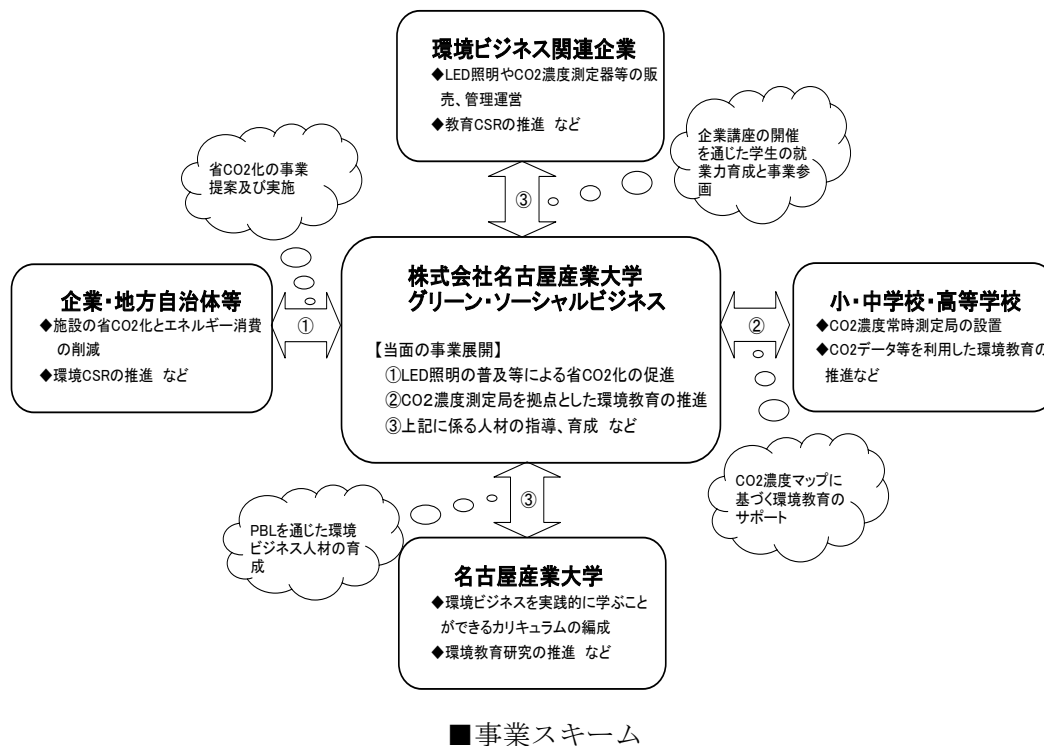 環境ビジネス関連企業
◆LED照明やCO2濃度測定器等の販
売、管理運営
◆教育CSRの推進 など
省CO2化の事業
提案及び実施
企業講座の開催
を通じた学生の就
業力育成と事業参
画
③
株式会社名古屋産業大学
グリーン・ソーシャルビジネス
【当面の事業展開】
①LED照明の普及等による省CO2化の促進
②CO2濃度測定局を拠点とした環境教育の推進
③上記に係る人材の指導、育成 など
企業・地方自治体等
◆施設の省CO2化とエネルギー消費
の削減
◆環境CSRの推進 など
①
②
小・中学校・高等学校
◆CO2濃度常時測定局の設置
◆CO2データ等を利用した環境教育の
推進など
③
PBLを通じた環境
ビジネス人材の育
成
CO2濃度マップに
基づく環境教育の
サポート
名古屋産業大学
◆環境ビジネスを実践的に学ぶこと
ができるカリキュラムの編成
◆環境教育研究の推進 など
■事業スキーム